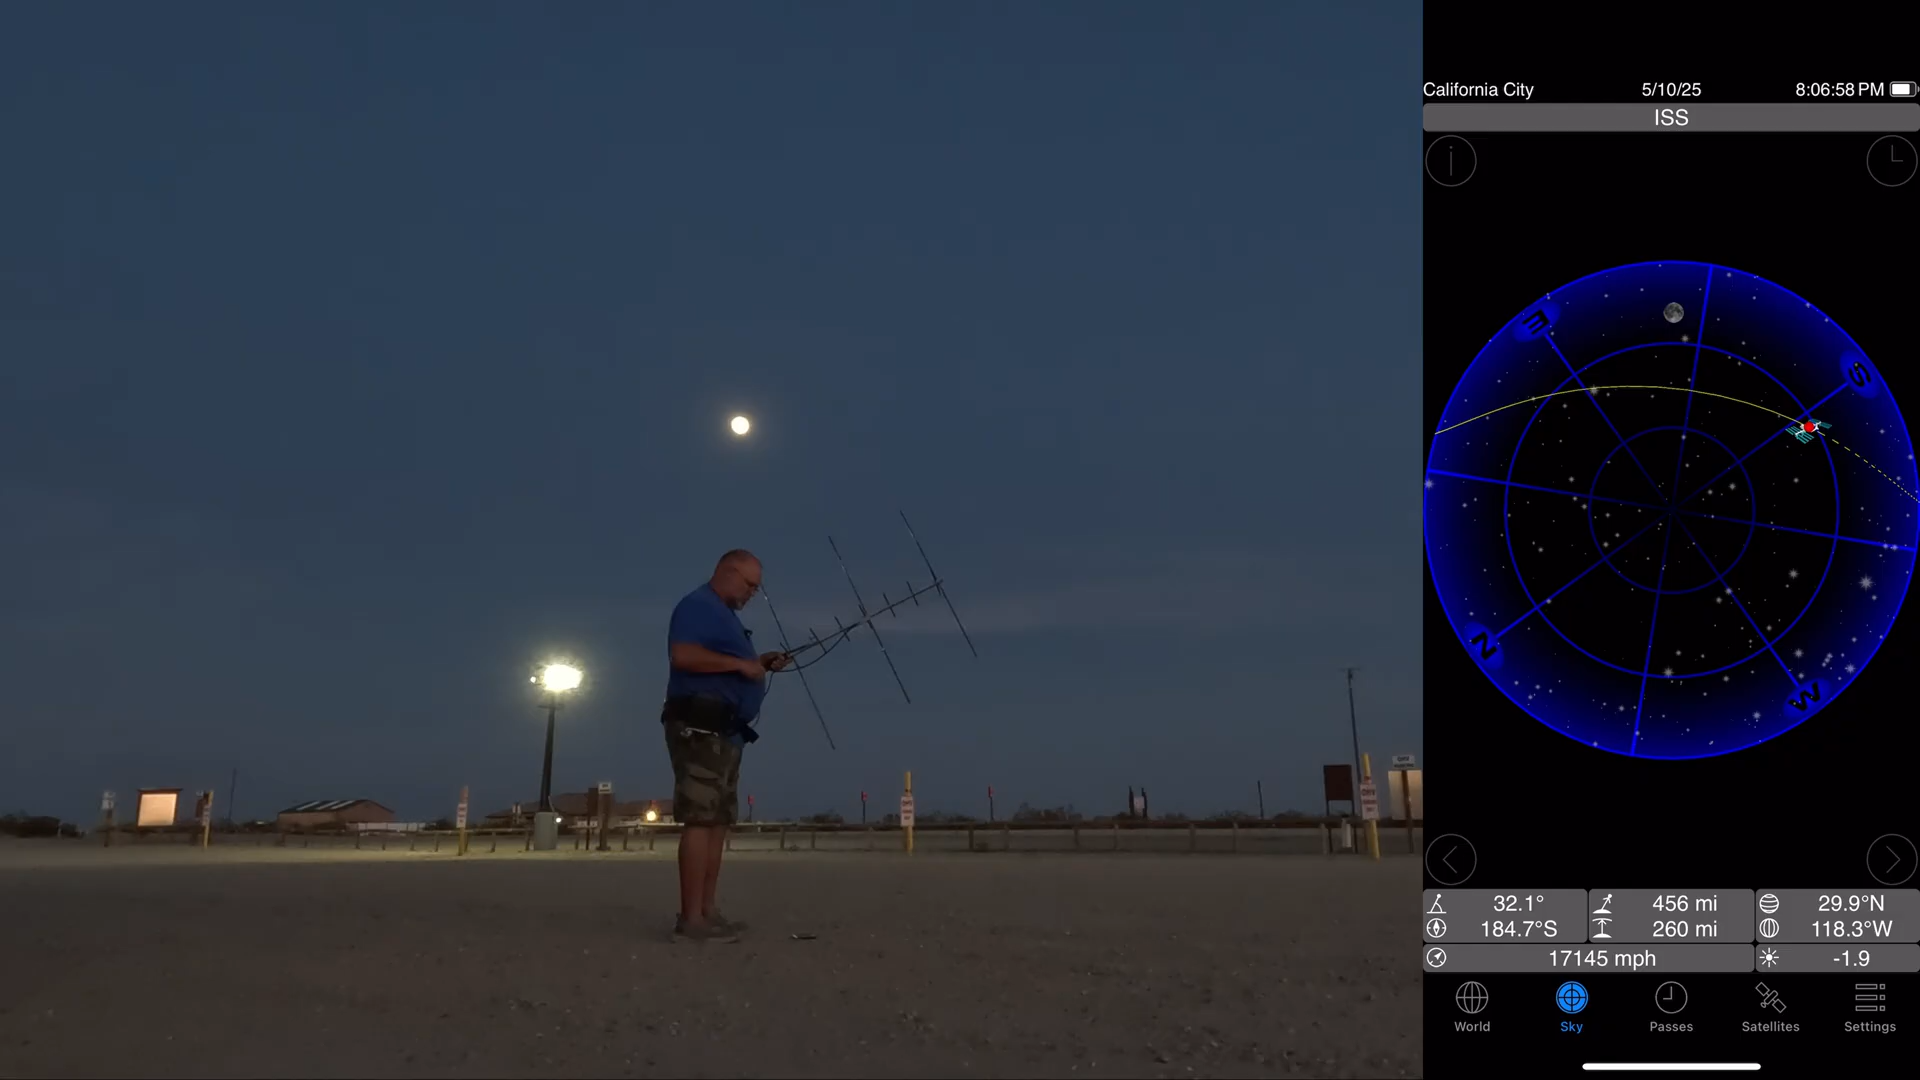 California City 5/10/25 8:06:58 PM
ISS
E
S
N
W
32.1° 456 mi 29.9°N
184.7°S 260 mi 118.3°W
17145 mph -1.9
World Sky Passes Satellites Settings